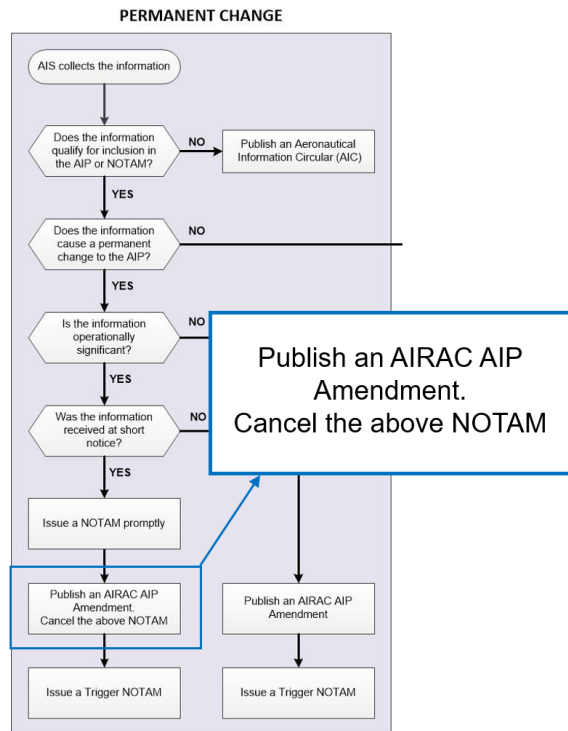 PERMANENT CHANGE
AIS collects the information
Does the information
qualify for inclusion in
the AIP or NOTAM?
NO
Publish an Aeronautical
Information Circular (AIC)
YES
Does the information
cause a permanent
change to the AIP?
NO
YES
Is the information
operationally
significant?
NO
Publish an AIRAC AIP
Amendment.
Cancel the above NOTAM
YES
Was the information
received at short
notice?
NO
YES
Issue a NOTAM promptly
Publish an AIRAC AIP
Amendment.
Cancel the above NOTAM
Publish an AIRAC AIP
Amendment
Issue a Trigger NOTAM
Issue a Trigger NOTAM